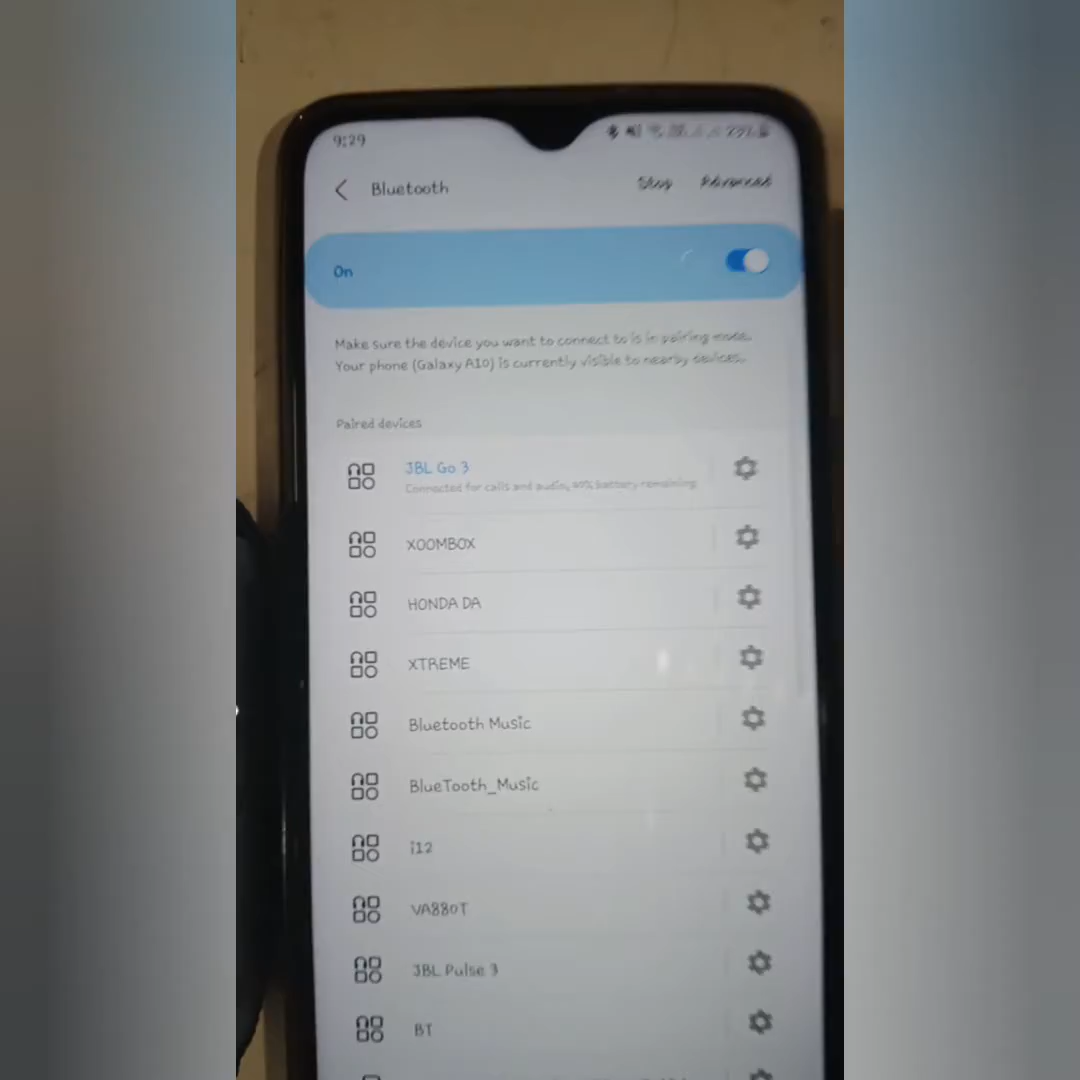 9:29
Bluetooth Stop Advanced
On
Make sure the device you want to connect to is in pairing mode.
Your phone (Galaxy A10) is currently visible to nearby devices.
Paired devices
JBL Go 3
Connected for calls and audio, battery remaining
XOOMBOX
HONDA DA
XTREME
Bluetooth Music
BlueTooth_Music
i12
VA880T
JBL Pulse 3
BT